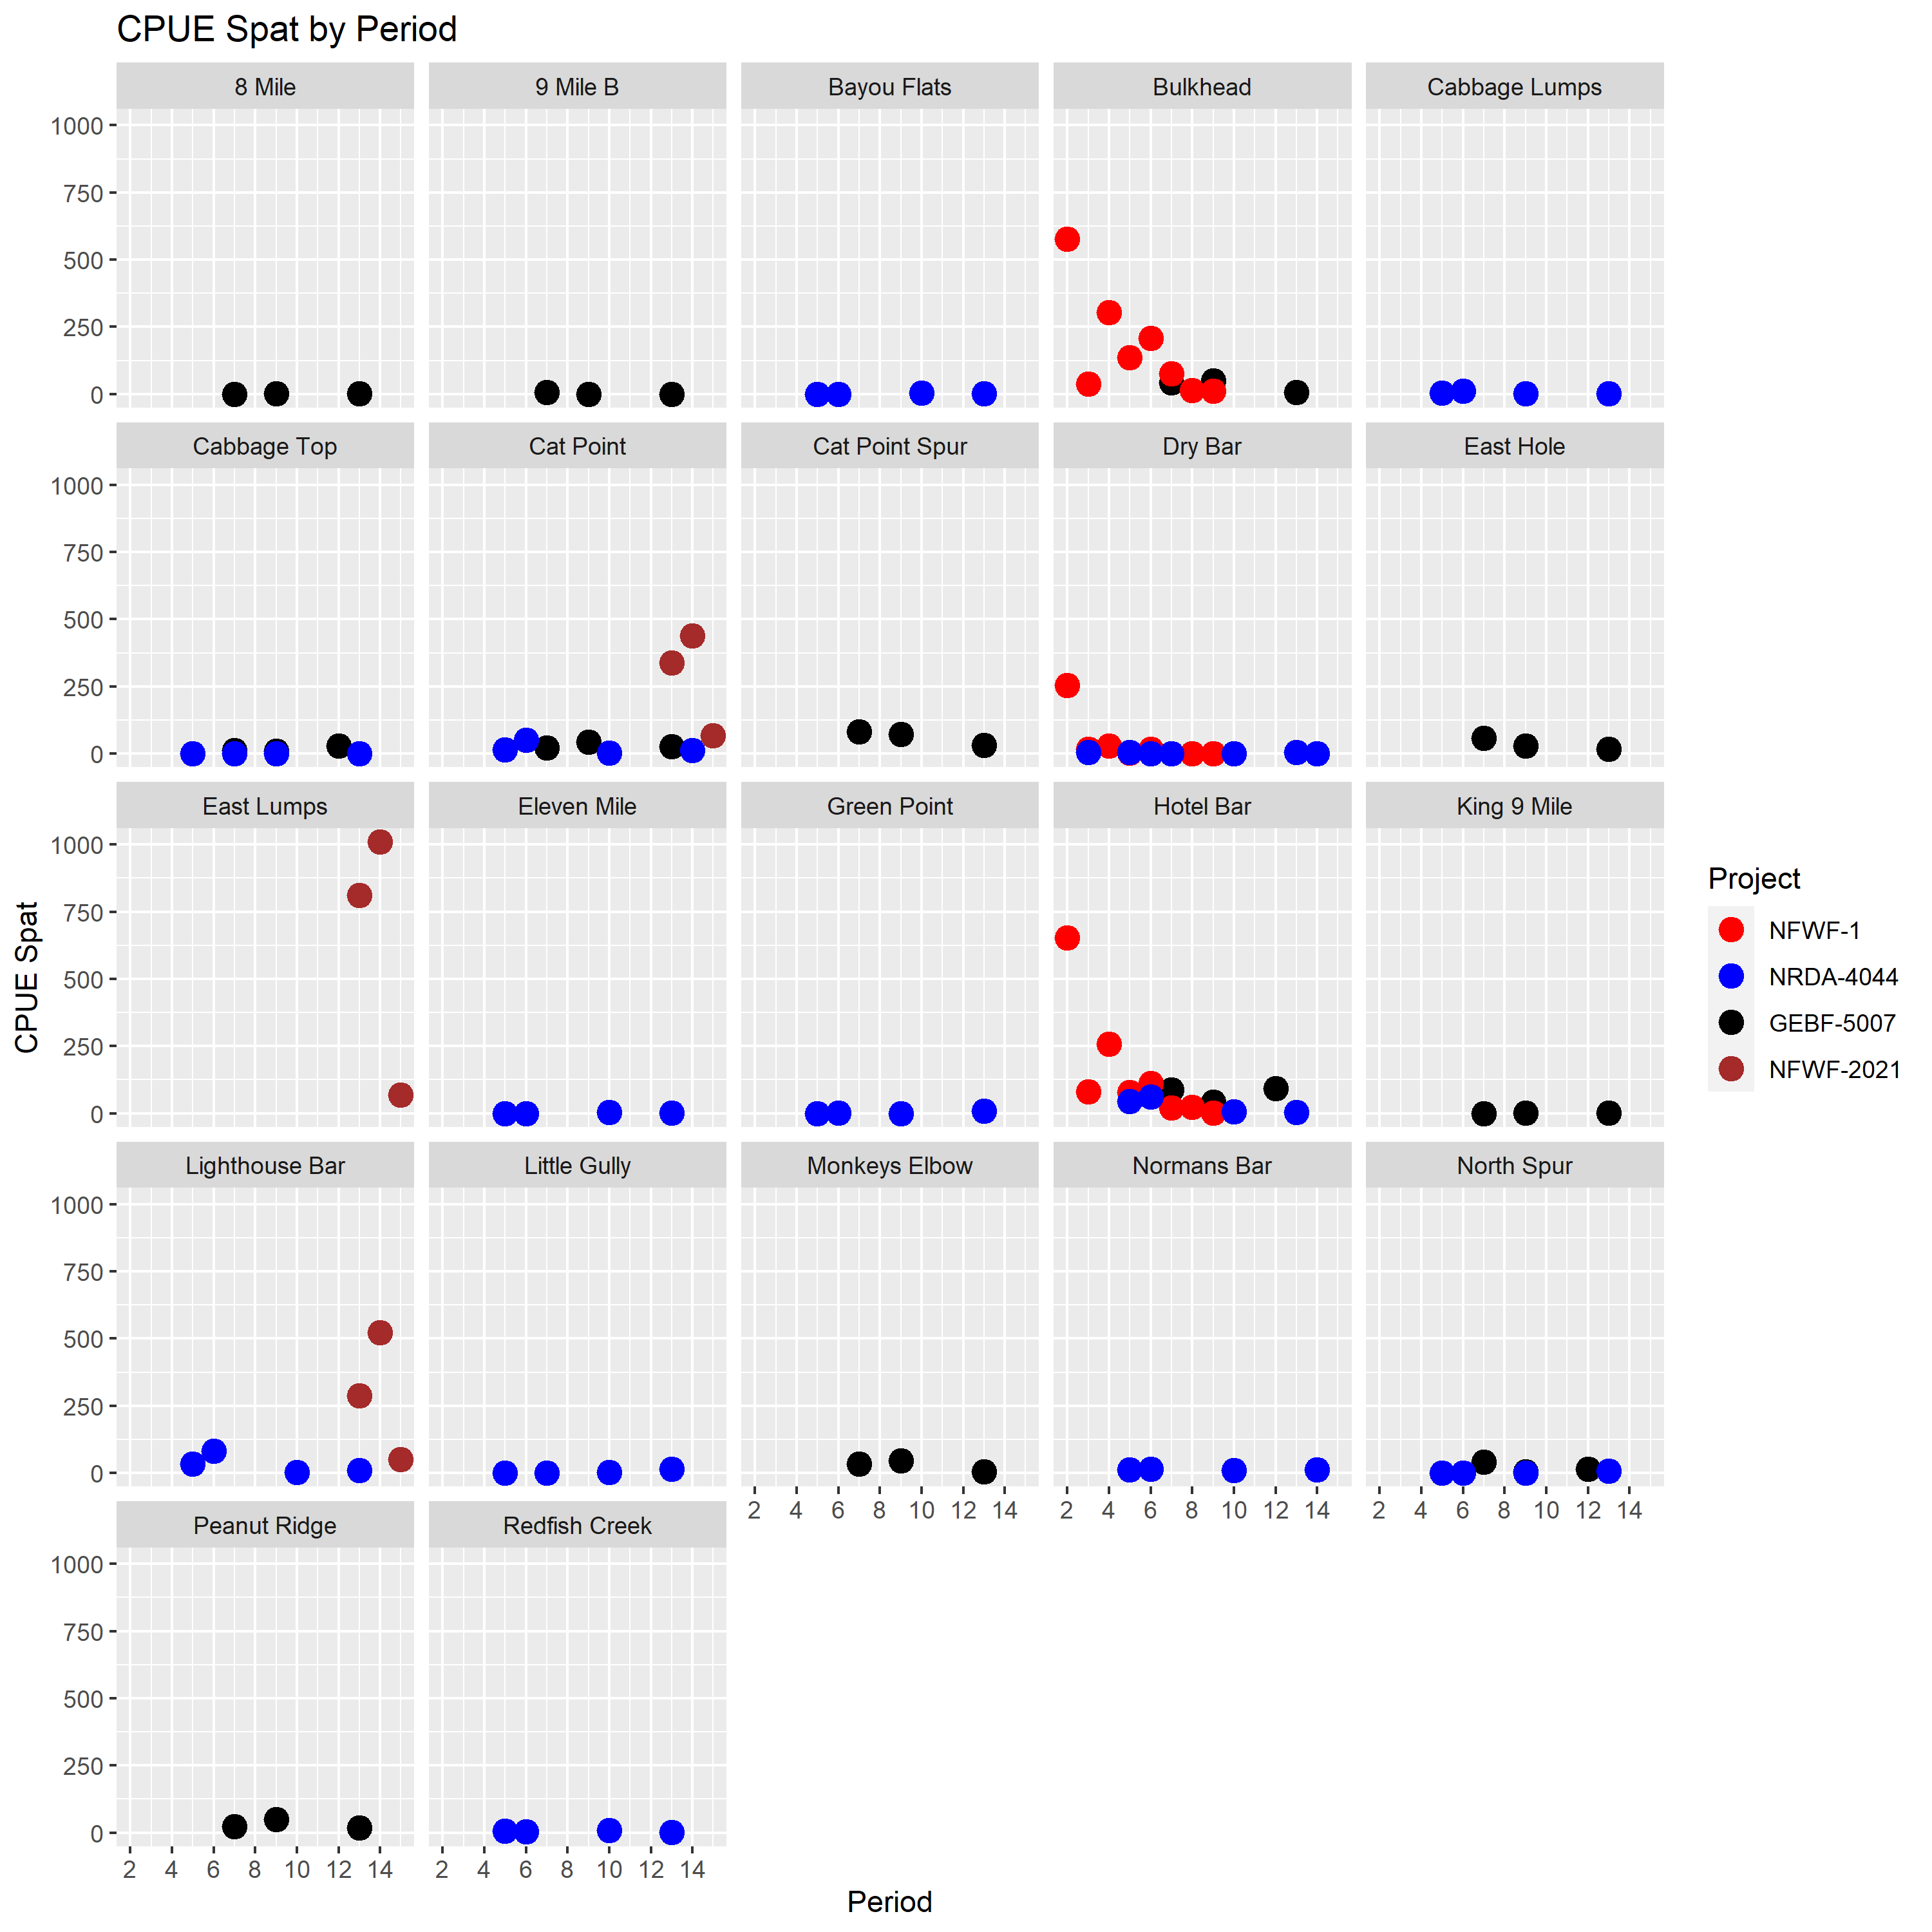 CPUE Spat by Period
8 Mile 9 Mile B Bayou Flats Bulkhead Cabbage Lumps
1000
750
500
250
0
Cabbage Top Cat Point Cat Point Spur Dry Bar East Hole
1000
750
500
250
0
East Lumps Eleven Mile Green Point Hotel Bar King 9 Mile
1000
750
500
250
0
CPUE Spat
Lighthouse Bar Little Gully Monkeys Elbow Normans Bar North Spur
1000
750
500
250
0
2 4 6 8 10 12 14 2 4 6 8 10 12 14 2 4 6 8 10 12 14
Peanut Ridge Redfish Creek
1000
750
500
250
0
2 4 6 8 10 12 14 2 4 6 8 10 12 14
Period
Project
NFWF-1
NRDA-4044
GEBF-5007
NFWF-2021